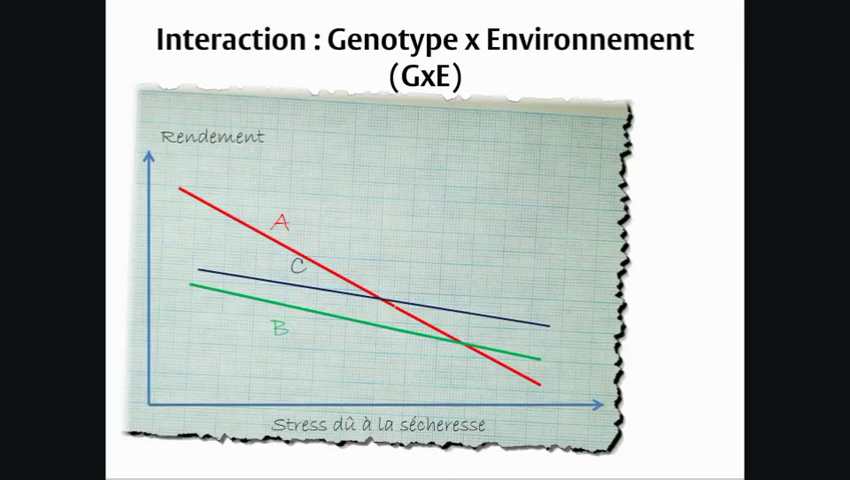 Interaction : Genotype x Environnement
(GxE)
Rendement
A
C
B
Stress dû à la sécheresse